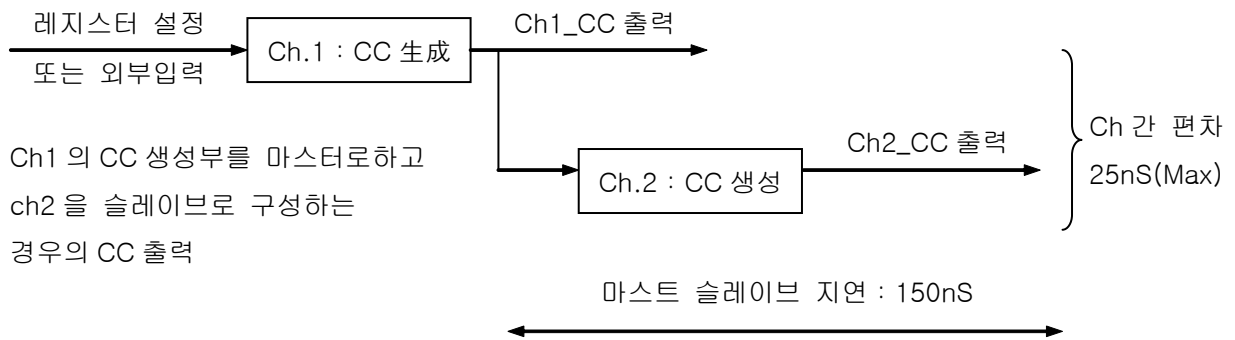 레지스터 설정
또는 외부입력
Ch.1 : CC 生成
Ch1_CC 출력
Ch.2 : CC 생성
Ch2_CC 출력
Ch 간 편차
25nS(Max)
Ch1 의 CC 생성부를 마스터로하고
ch2 을 슬레이브로 구성하는
경우의 CC 출력
마스트 슬레이브 지연 : 150nS